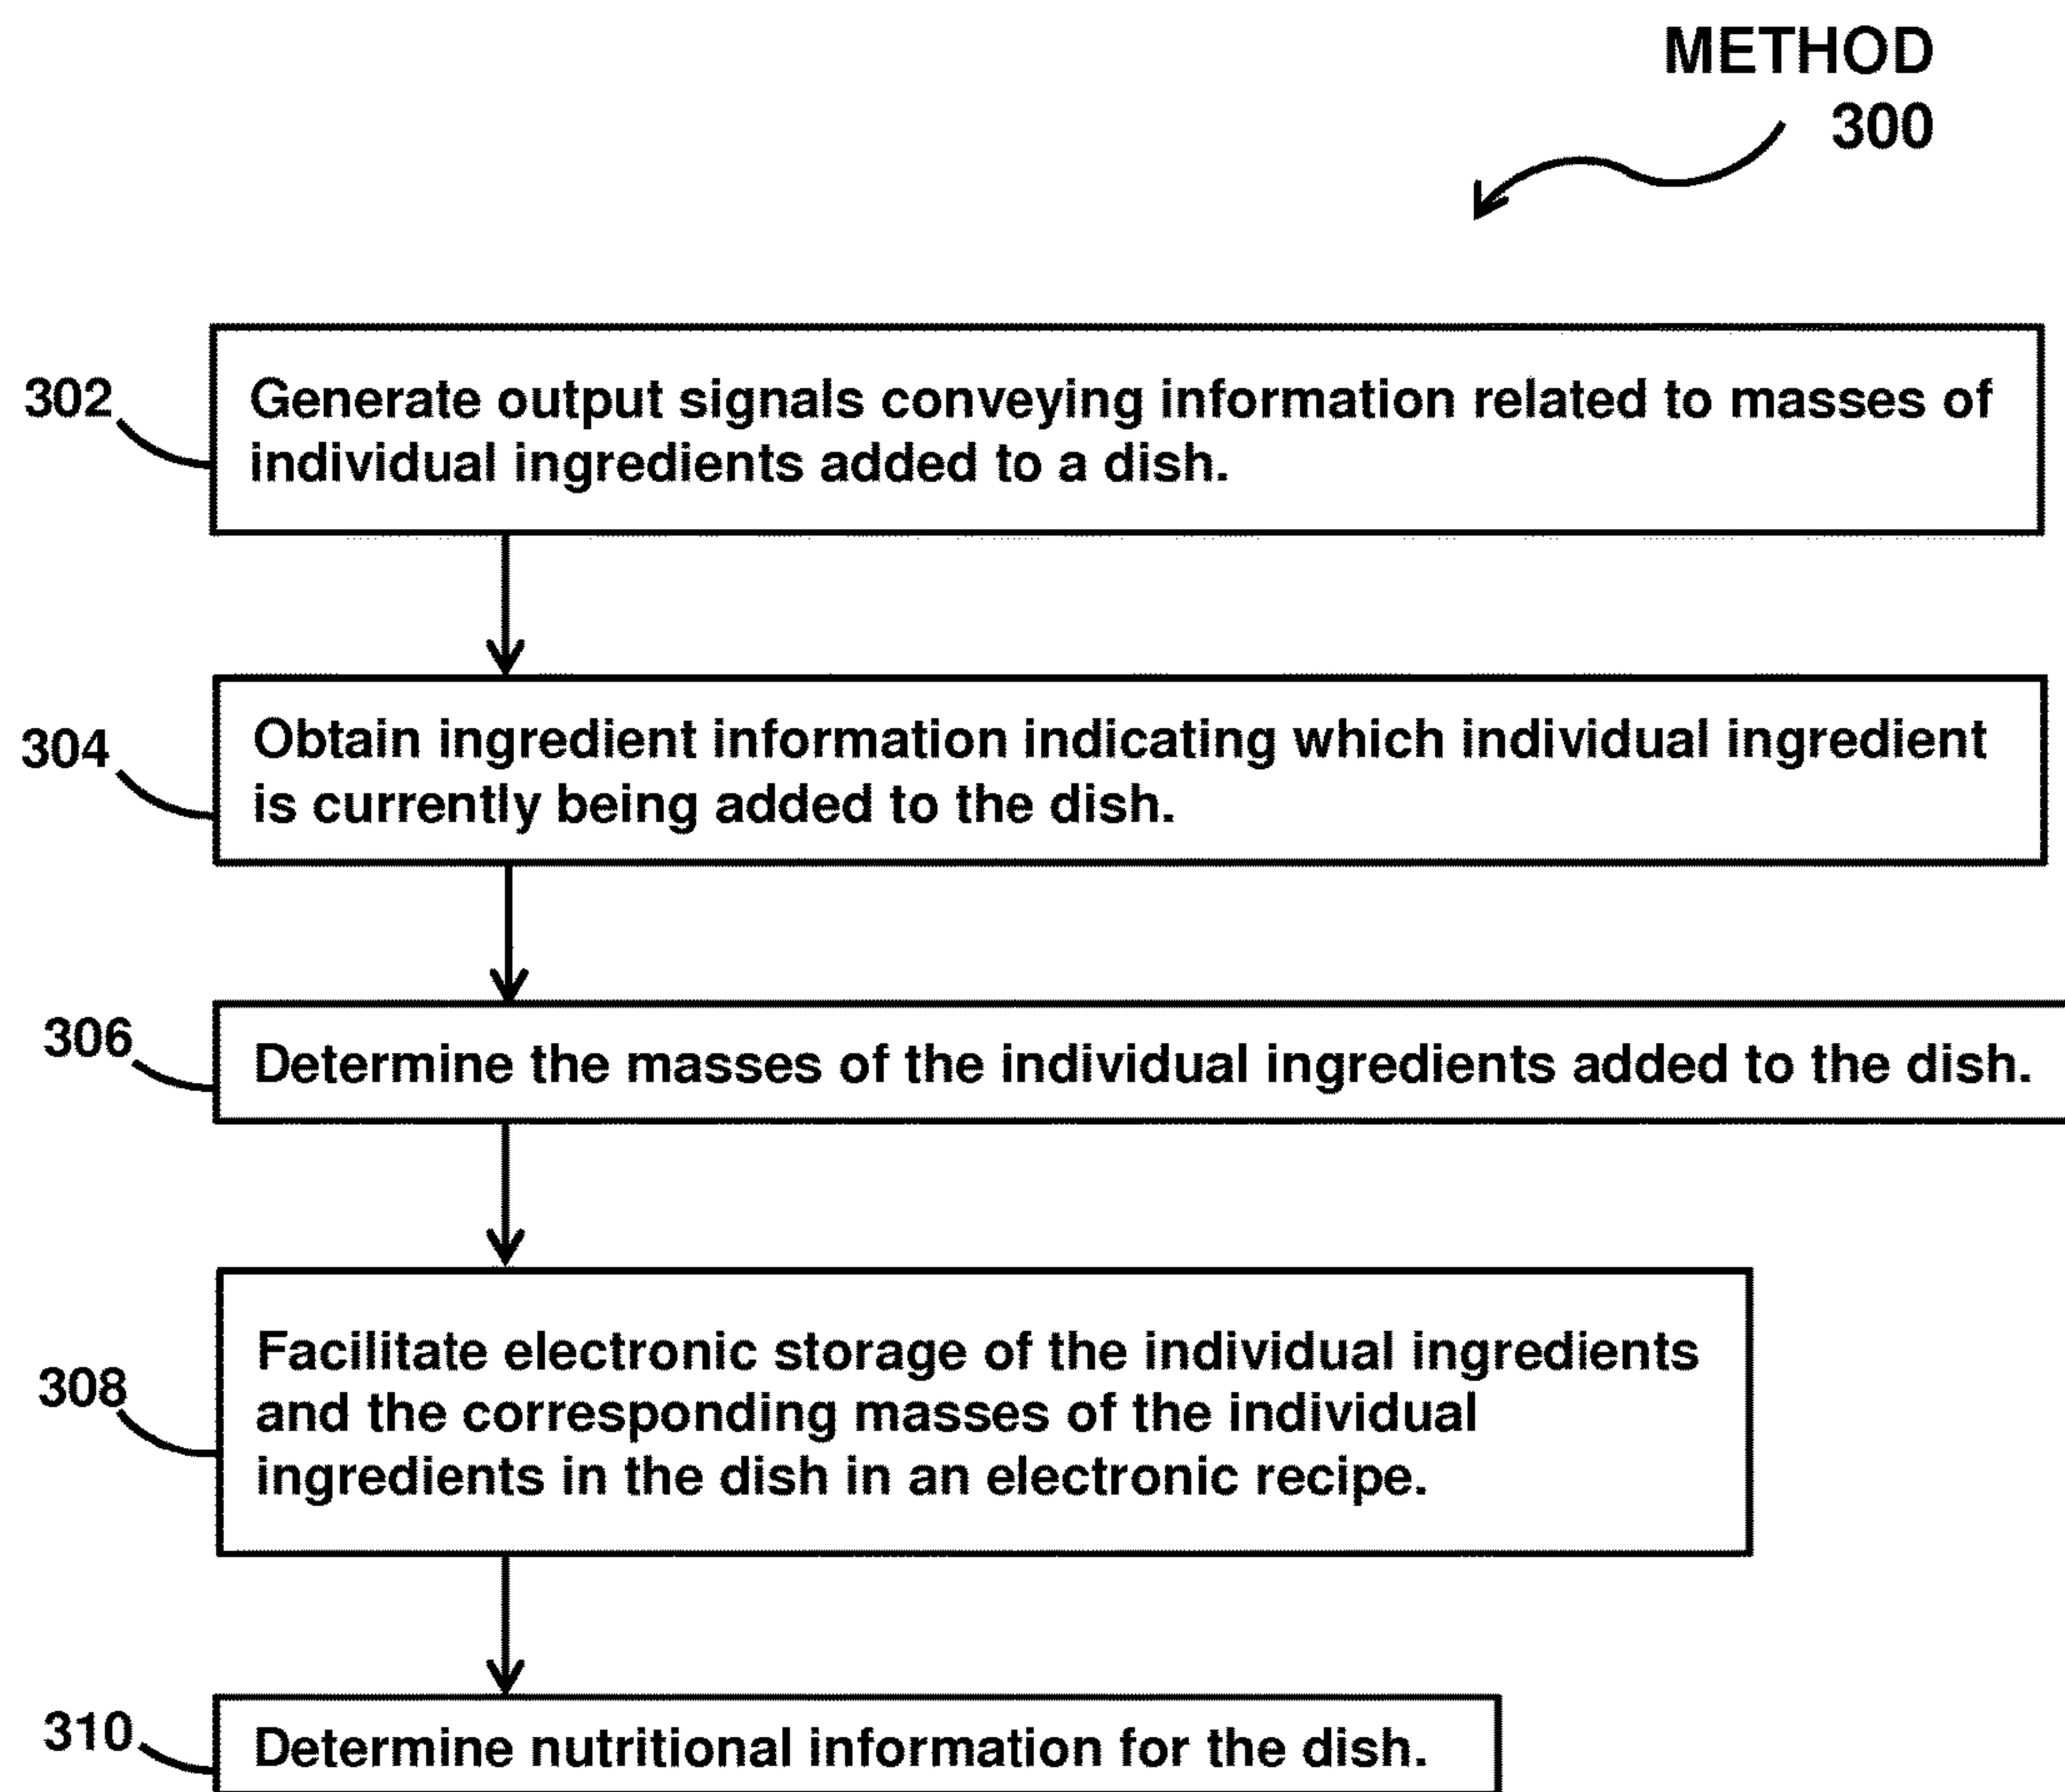 METHOD
300
302
Generate output signals conveying information related to masses of
individual ingredients added to a dish.
304
Obtain ingredient information indicating which individual ingredient
is currently being added to the dish.
306
Determine the masses of the individual ingredients added to the dish.
308
Facilitate electronic storage of the individual ingredients
and the corresponding masses of the individual
ingredients in the dish in an electronic recipe.
310
Determine nutritional information for the dish.